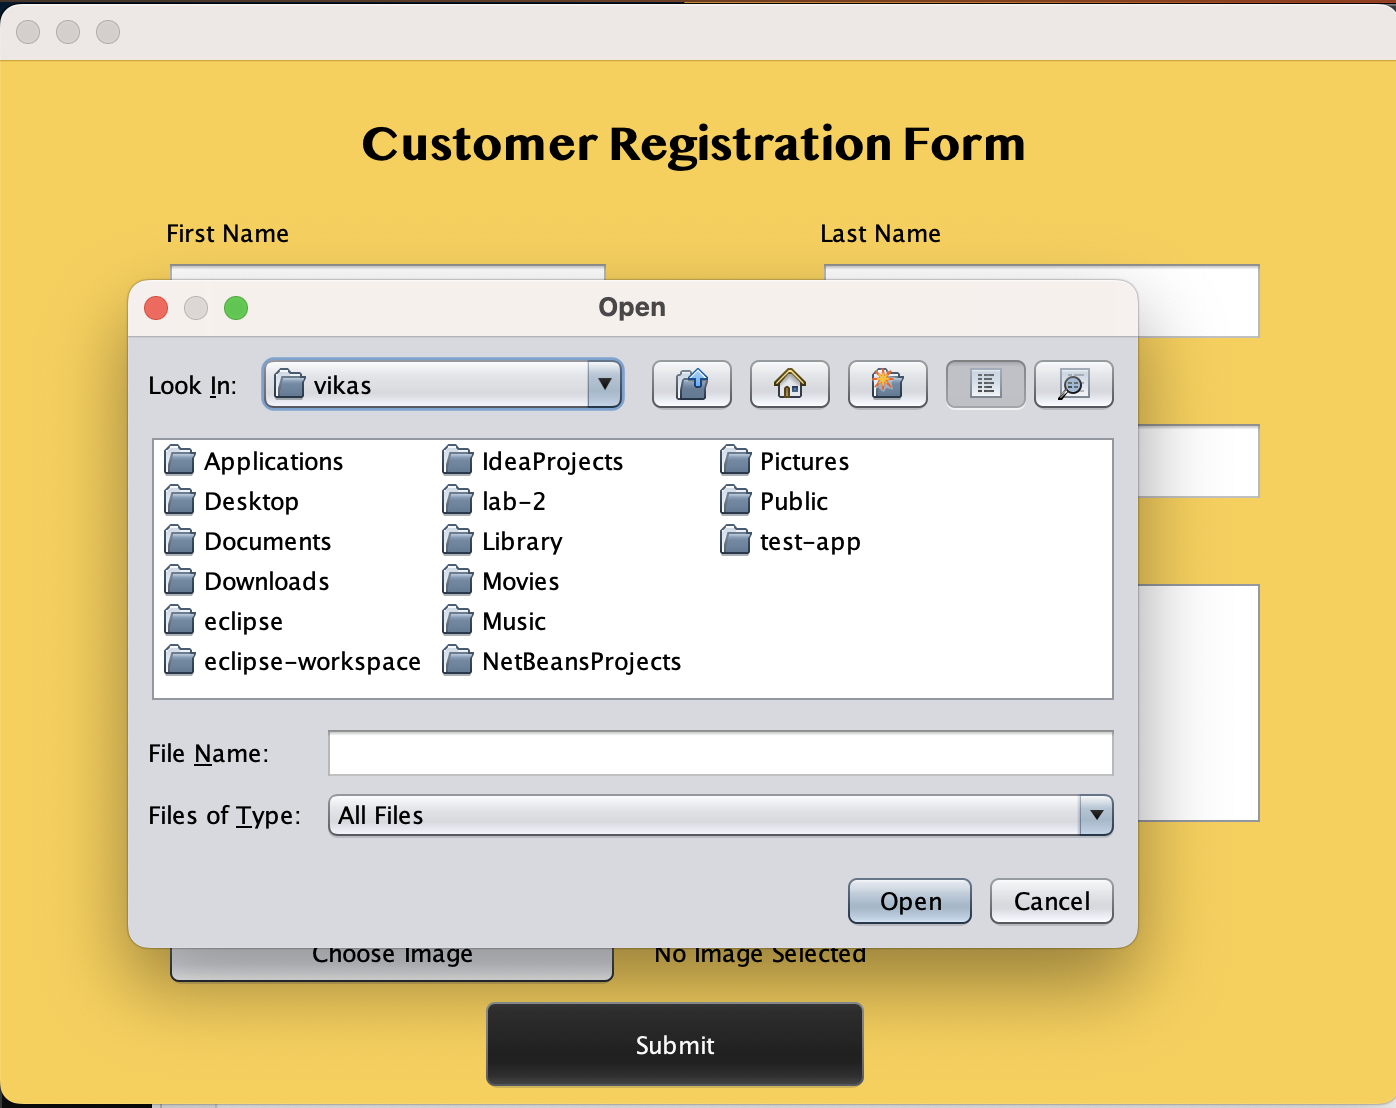 Customer Registration Form
First Name
Last Name
Open
Look In:
vikas
Applications
Desktop
Documents
Downloads
eclipse
eclipse-workspace
IdeaProjects
lab-2
Library
Movies
Music
NetBeansProjects
Pictures
Public
test-app
File Name:
Files of Type:
All Files
Open
Cancel
Choose Image
No Image Selected
Submit